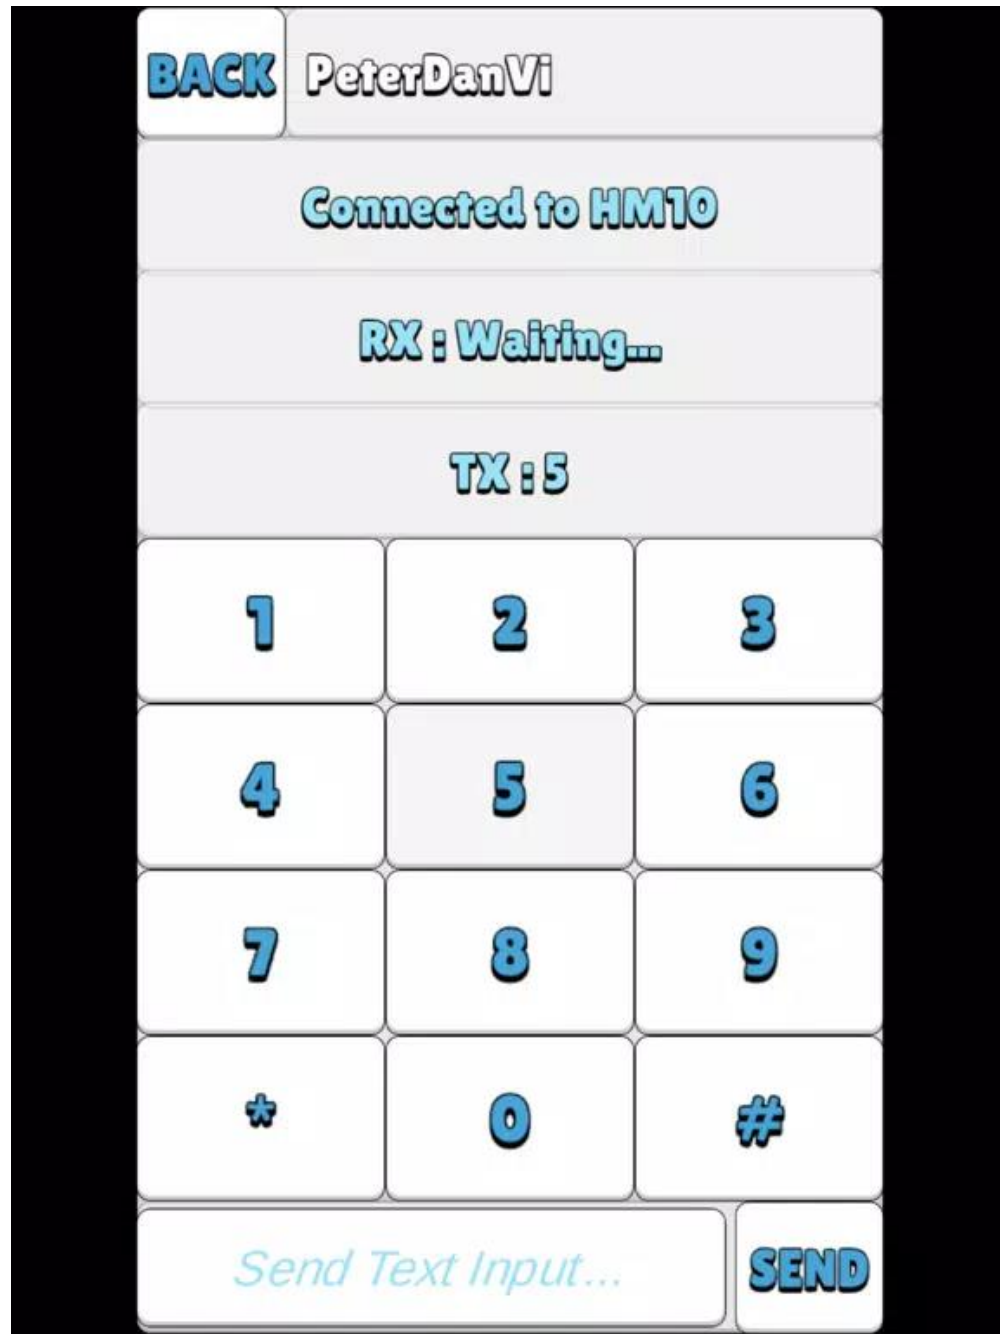 BACK PeterDanVi
Connected to HM10
RX : Waiting...
TX : 5
1 2 3
4 5 6
7 8 9
* 0 #
Send Text Input... SEND